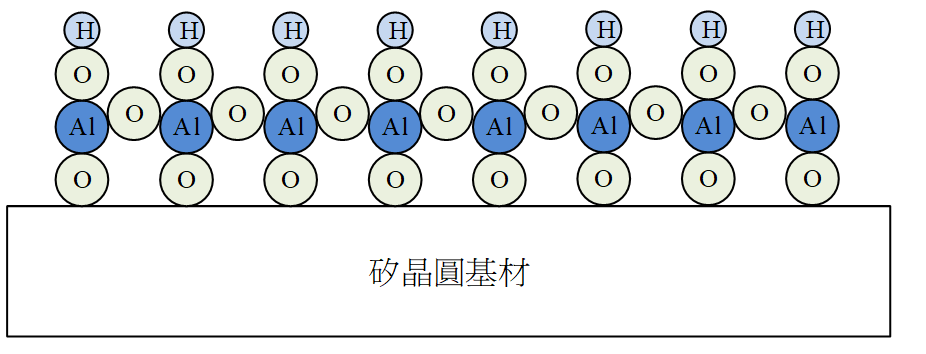 H H H H H H H H
O O O O O O O O
O O O O O O O
Al Al Al Al Al Al Al Al
O O O O O O O O
矽晶圓基材